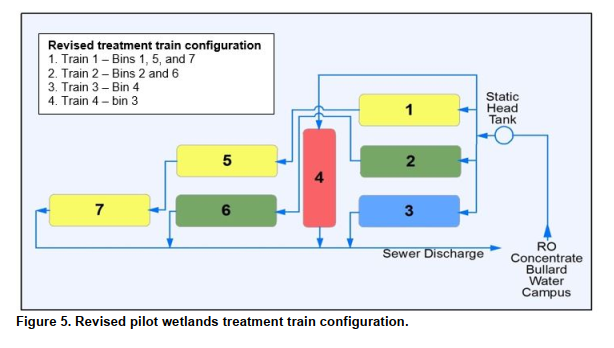 Revised treatment train configuration
1. Train 1 – Bins 1, 5, and 7
2. Train 2 – Bins 2 and 6
3. Train 3 – Bin 4
4. Train 4 – bin 3
Static
Head
Tank
1
5
2
4
7
6
3
Sewer Discharge
RO
Concentrate
Bullard
Water
Campus
Figure 5. Revised pilot wetlands treatment train configuration.